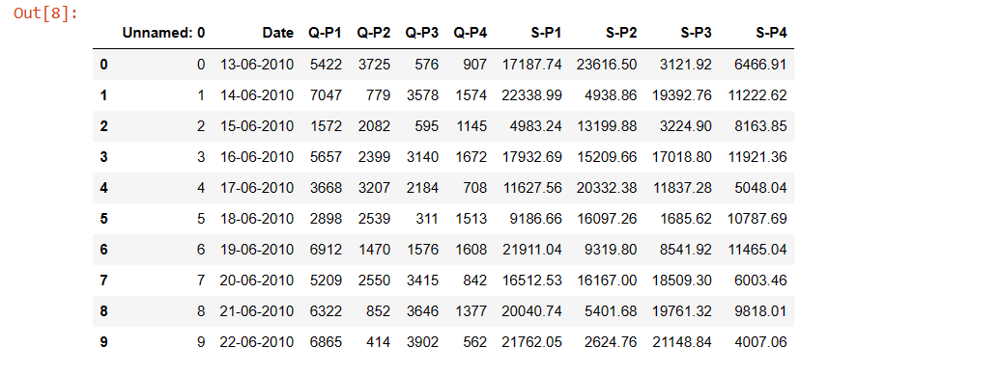 Out[8]:
Unnamed: 0 Date Q-P1 Q-P2 Q-P3 Q-P4 S-P1 S-P2 S-P3 S-P4
0 0 13-06-2010 5422 3725 576 907 17187.74 23616.50 3121.92 6466.91
1 1 14-06-2010 7047 779 3578 1574 22338.99 4938.86 19392.76 11222.62
2 2 15-06-2010 1572 2082 595 1145 4983.24 13199.88 3224.90 8163.85
3 3 16-06-2010 5657 2399 3140 1672 17932.69 15209.66 17018.80 11921.36
4 4 17-06-2010 3668 3207 2184 708 11627.56 20332.38 11837.28 5048.04
5 5 18-06-2010 2898 2539 311 1513 9186.66 16097.26 1685.62 10787.69
6 6 19-06-2010 6912 1470 1576 1608 21911.04 9319.80 8541.92 11465.04
7 7 20-06-2010 5209 2550 3415 842 16512.53 16167.00 18509.30 6003.46
8 8 21-06-2010 6322 852 3646 1377 20040.74 5401.68 19761.32 9818.01
9 9 22-06-2010 6865 414 3902 562 21762.05 2624.76 21148.84 4007.06